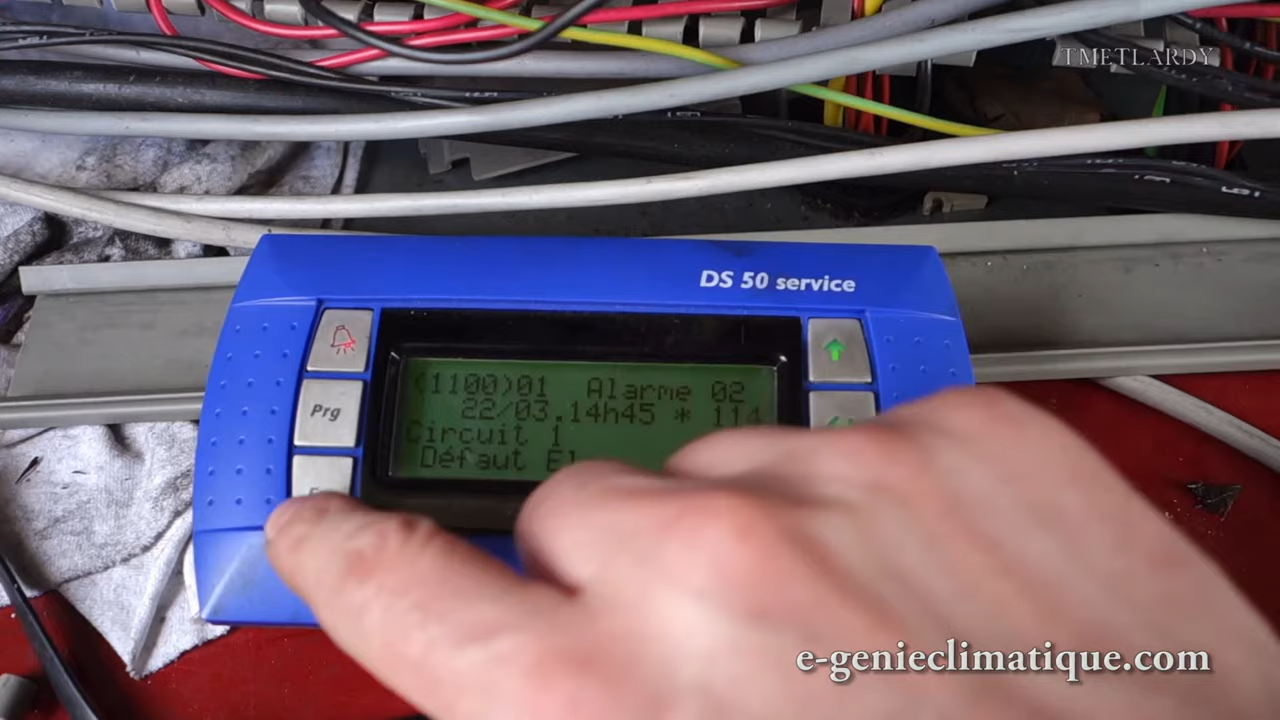 TMETLARDY
DS 50 service
Prg
(1100)01 Alarme 02
22/03.14h45 * 114
Circuit 1
Défaut
e-genieclimatique.com